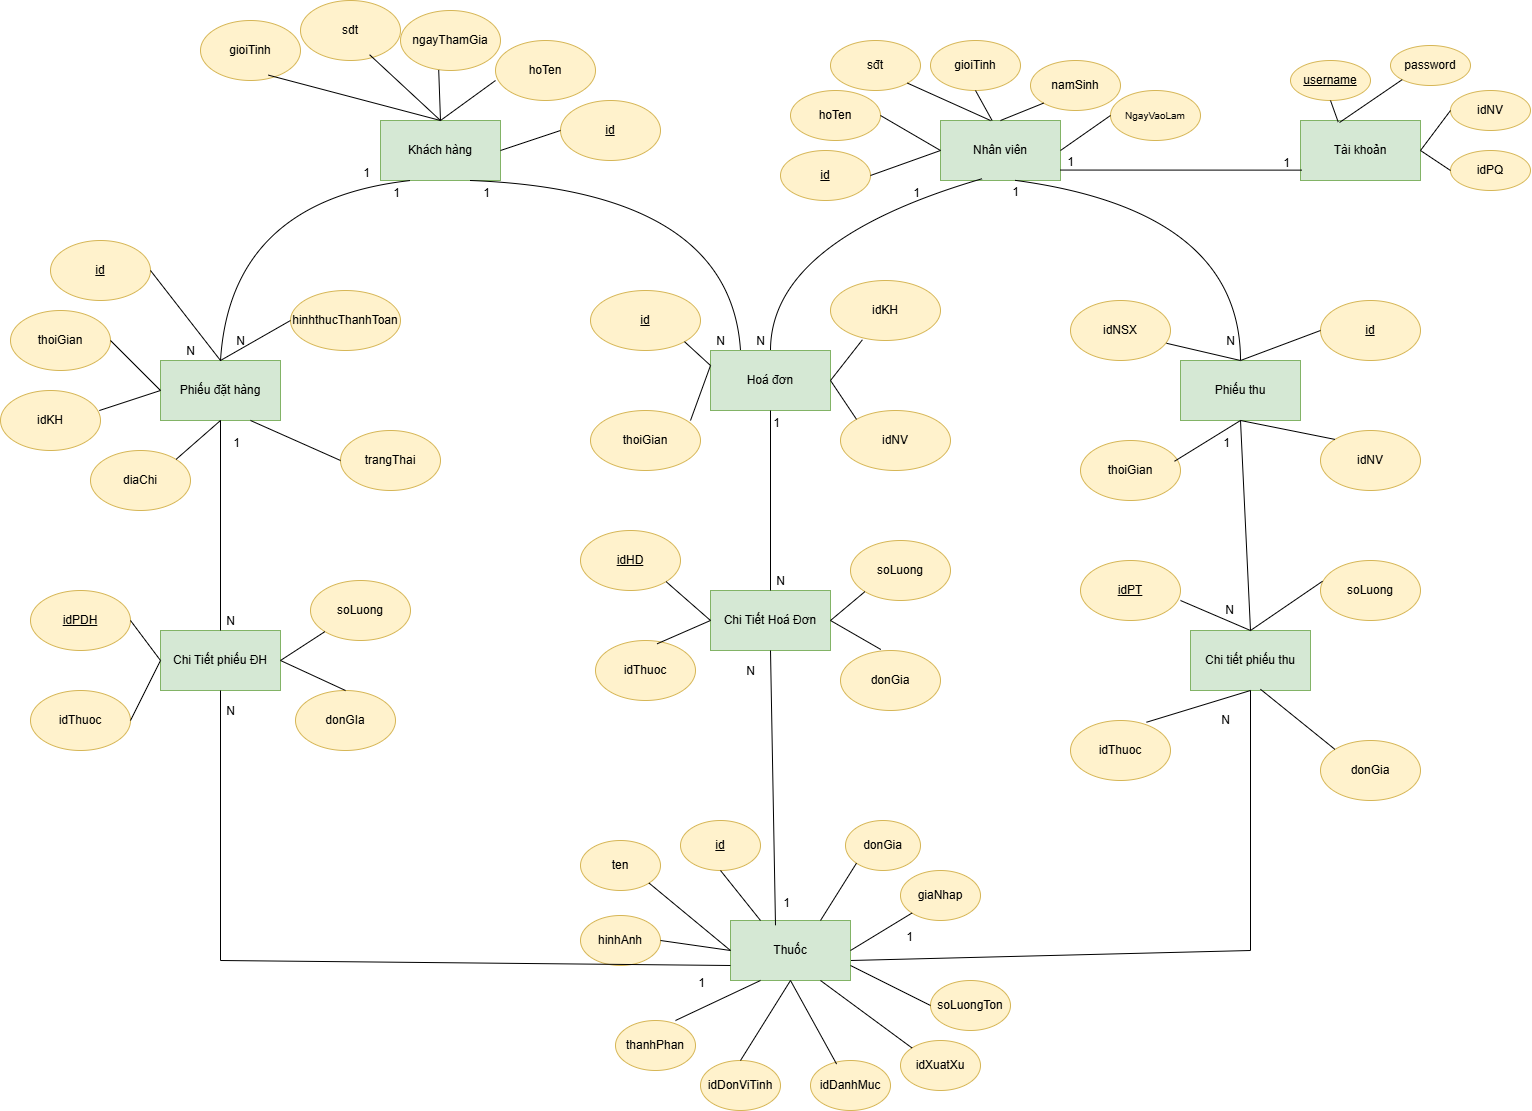 sdt
gioiTinh
ngayThamGia
hoTen
id
Khách hàng
sđt
gioiTinh
namSinh
hoTen
NgayVaoLam
id
Nhân viên
username
password
idNV
idPQ
Tài khoản
1
1
1
1
1
1
1
id
thoiGian
idKH
diaChi
hinhthucThanhToan
trangThai
N
N
Phiếu đặt hàng
1
id
thoiGian
idKH
idNV
N
N
Hoá đơn
1
idNSX
id
thoiGian
idNV
N
Phiếu thu
1
idPDH
idThuoc
soLuong
donGIa
N
Chi Tiết phiếu ĐH
N
idHD
idThuoc
soLuong
donGia
N
Chi Tiết Hoá Đơn
N
idPT
soLuong
idThuoc
donGia
N
Chi tiết phiếu thu
N
ten
id
donGia
giaNhap
hinhAnh
1
1
Thuốc
1
soLuongTon
thanhPhan
idDonViTinh
idDanhMuc
idXuatXu